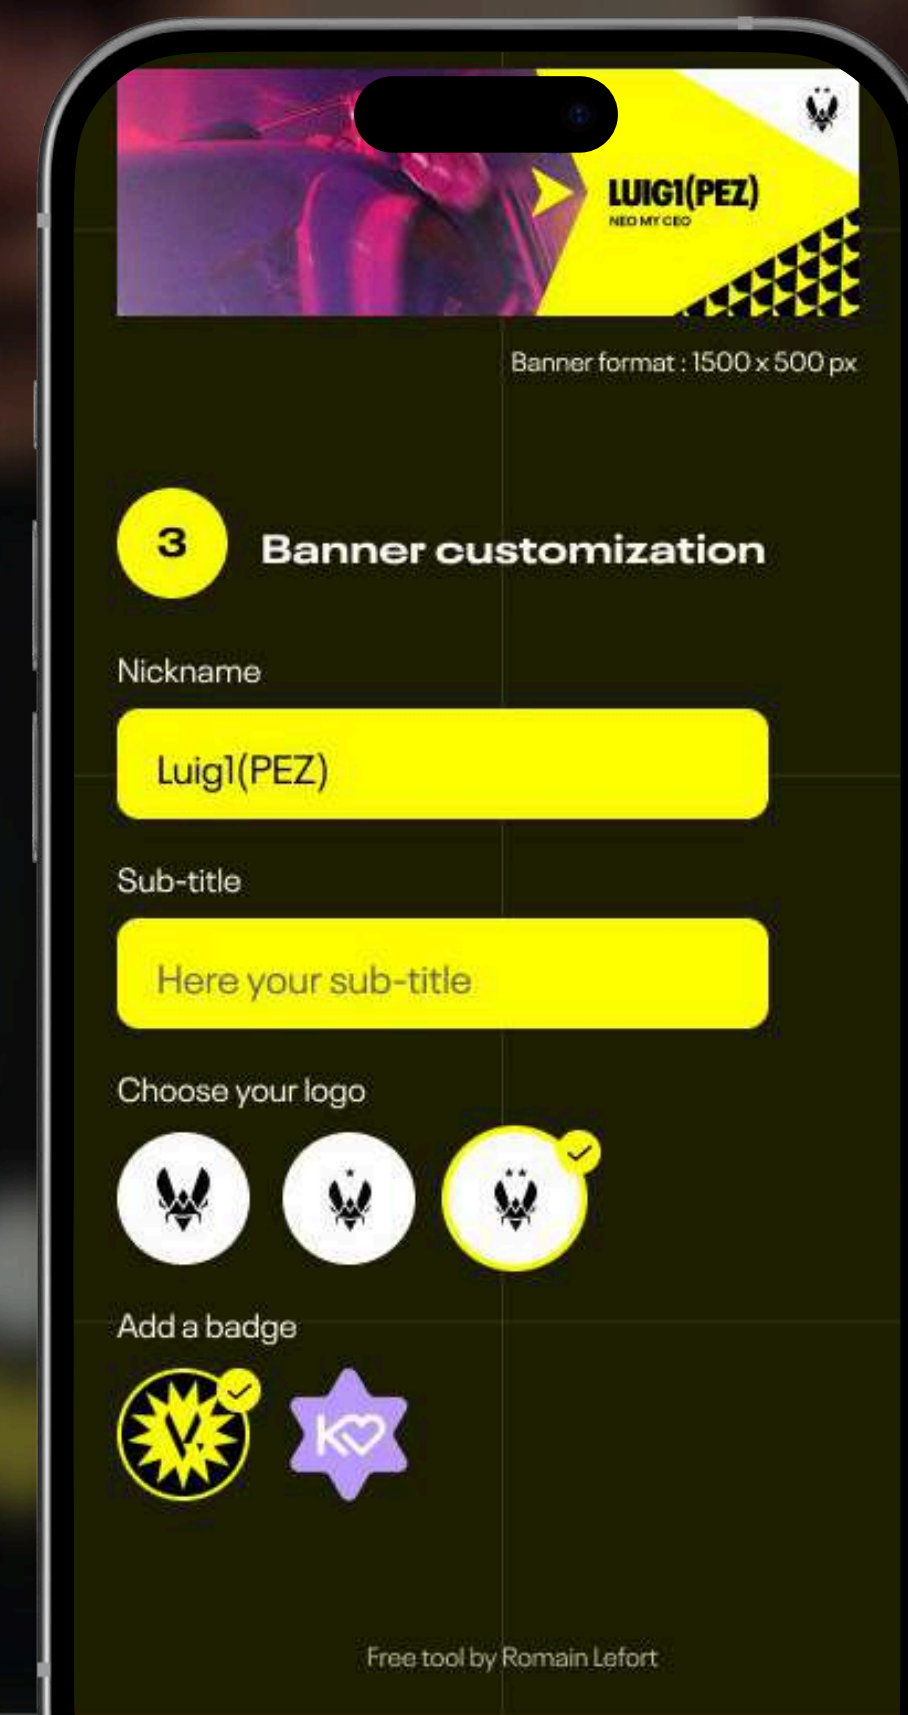 LUIG1(PEZ)
NEO MY CEO
Banner format : 1500 x 500 px
3
Banner customization
Nickname
Luig1(PEZ)
Sub-title
Here your sub-title
Choose your logo
Add a badge
V.
K
Free tool by Romain Lefort